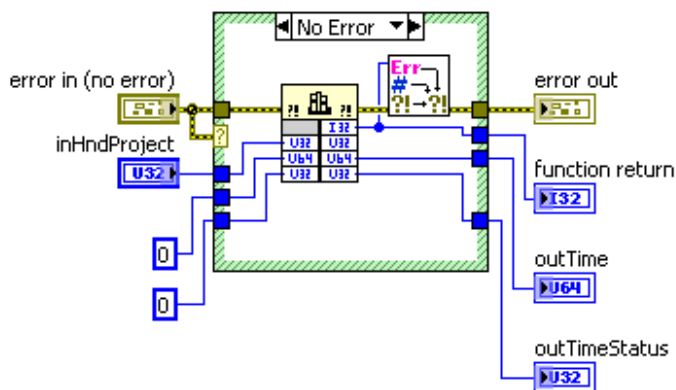 No Error
error in (no error)
Err
error out
#
?! ?!
?!→?!
I32
?
U32
inHndProject
U64 U64
function return
U32
U32 U32
I32
0
outTime
0
U64
outTimeStatus
U32